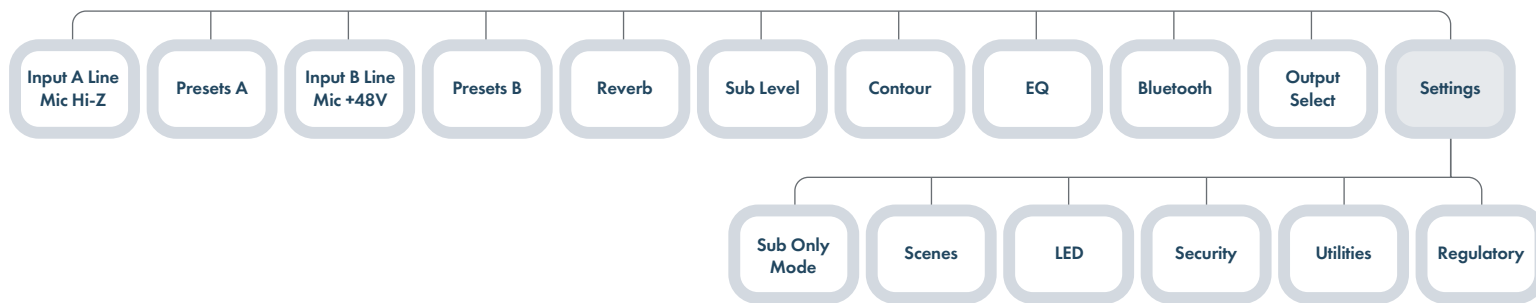 Input A Line
Mic Hi-Z
Presets A
Input B Line
Mic +48V
Presets B
Reverb
Sub Level
Contour
EQ
Bluetooth
Output
Select
Settings
Sub Only
Mode
Scenes
LED
Security
Utilities
Regulatory